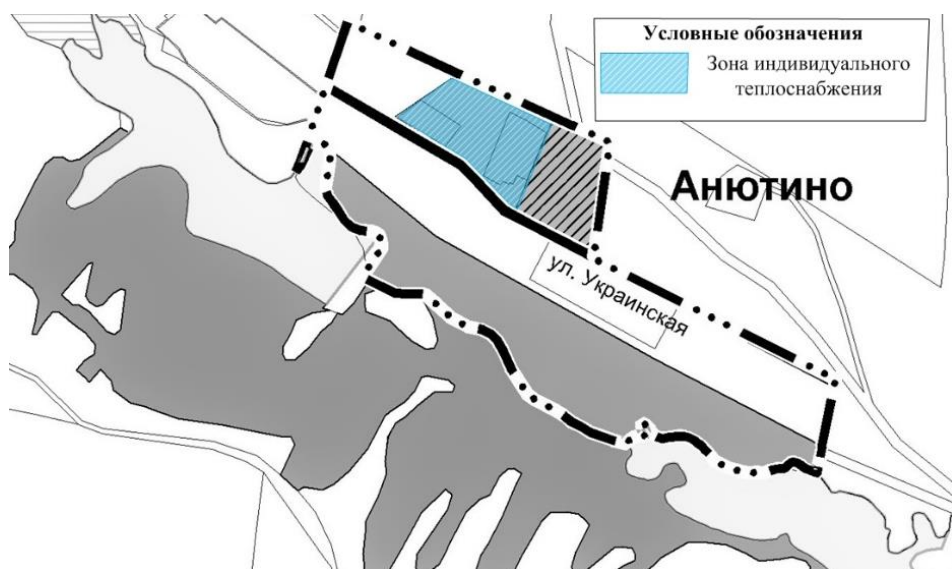 Условные обозначения
Зона индивидуального
теплоснабжения
Анютино
ул. Украинская